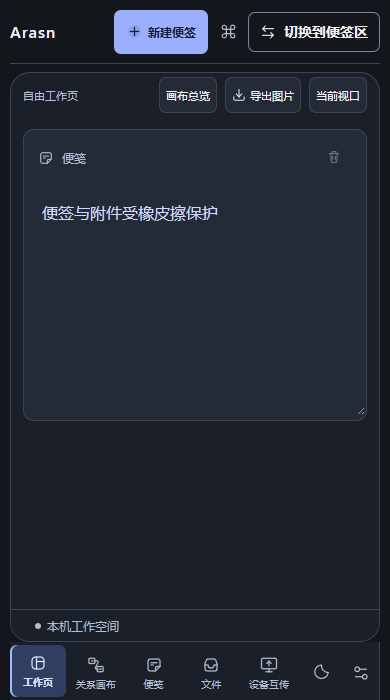 Arasn
新建便签
切换到便签区
自由工作页
画布总览
导出图片
当前视口
便笺
便签与附件受橡皮擦保护
本机工作空间
工作页
关系画布
便笺
文件
设备互传